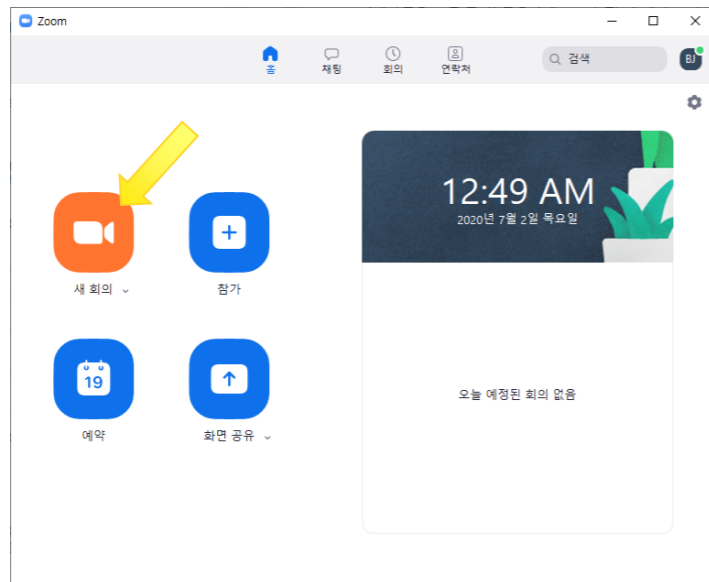 Zoom
홈
채팅
회의
연락처
검색
BJ
12:49 AM
2020년 7월 2일 목요일
새 회의
참가
19
예약
화면 공유
오늘 예정된 회의 없음